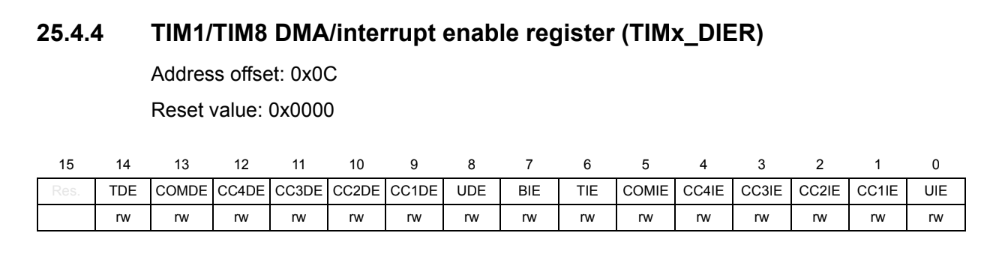 25.4.4 TIM1/TIM8 DMA/interrupt enable register (TIMx_DIER)
Address offset: 0x0C
Reset value: 0x0000
15 14 13 12 11 10 9 8 7 6 5 4 3 2 1 0
Res. TDE COMDE CC4DE CC3DE CC2DE CC1DE UDE BIE TIE COMIE CC4IE CC3IE CC2IE CC1IE UIE
rw rw rw rw rw rw rw rw rw rw rw rw rw rw rw